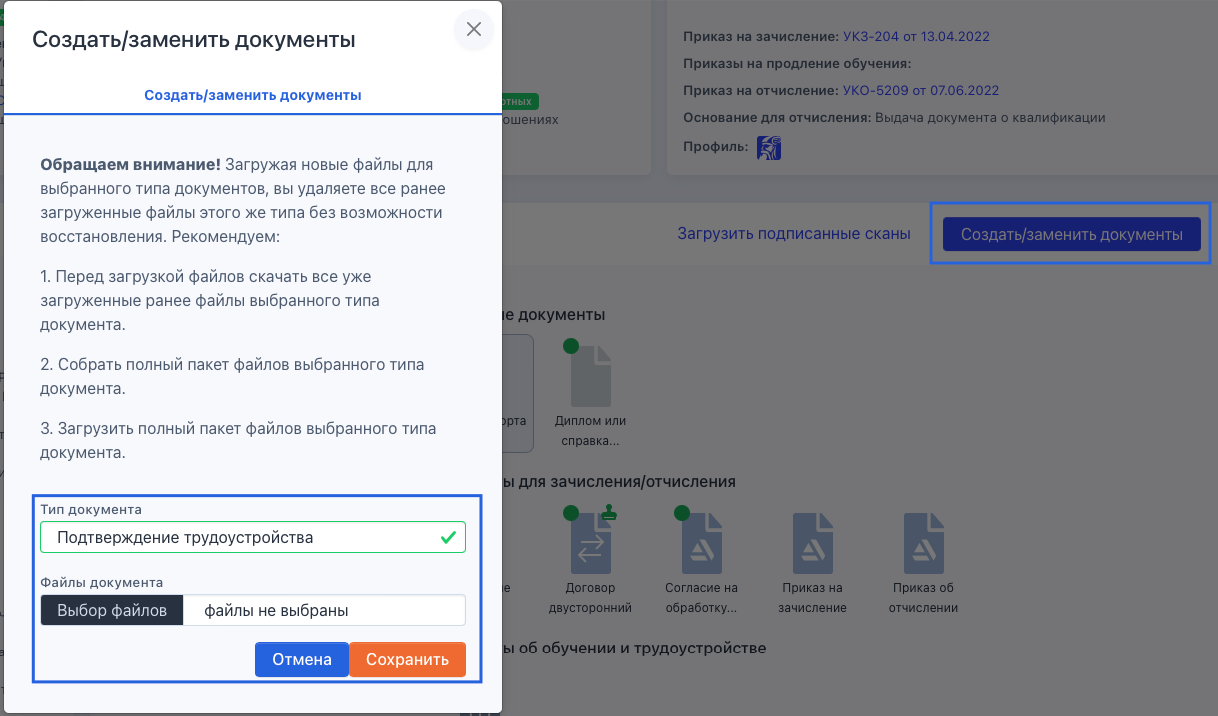 Создать/заменить документы
Создать/заменить документы
Обращаем внимание! Загружая новые файлы для
выбранного типа документов, вы удаляете все ранее
загруженные файлы этого же типа без возможности
восстановления. Рекомендуем:
1. Перед загрузкой файлов скачать все уже
загруженные ранее файлы выбранного типа
документа.
2. Собрать полный пакет файлов выбранного типа
документа.
3. Загрузить полный пакет файлов выбранного типа
документа.
Тип документа
Подтверждение трудоустройства
Файлы документа
Выбор файлов файлы не выбраны
Отмена Сохранить
Приказ на зачисление: УКЗ-204 от 13.04.2022
Приказы на продление обучения:
Приказ на отчисление: УКО-5209 от 07.06.2022
Основание для отчисления: Выдача документа о квалификации
Профиль:
Загрузить подписанные сканы Создать/заменить документы
документы
Диплом или
справка...
для зачисления/отчисления
Договор
двусторонний
Согласие на
обработку...
Приказ на
зачисление
Приказ об
отчислении
об обучении и трудоустройстве